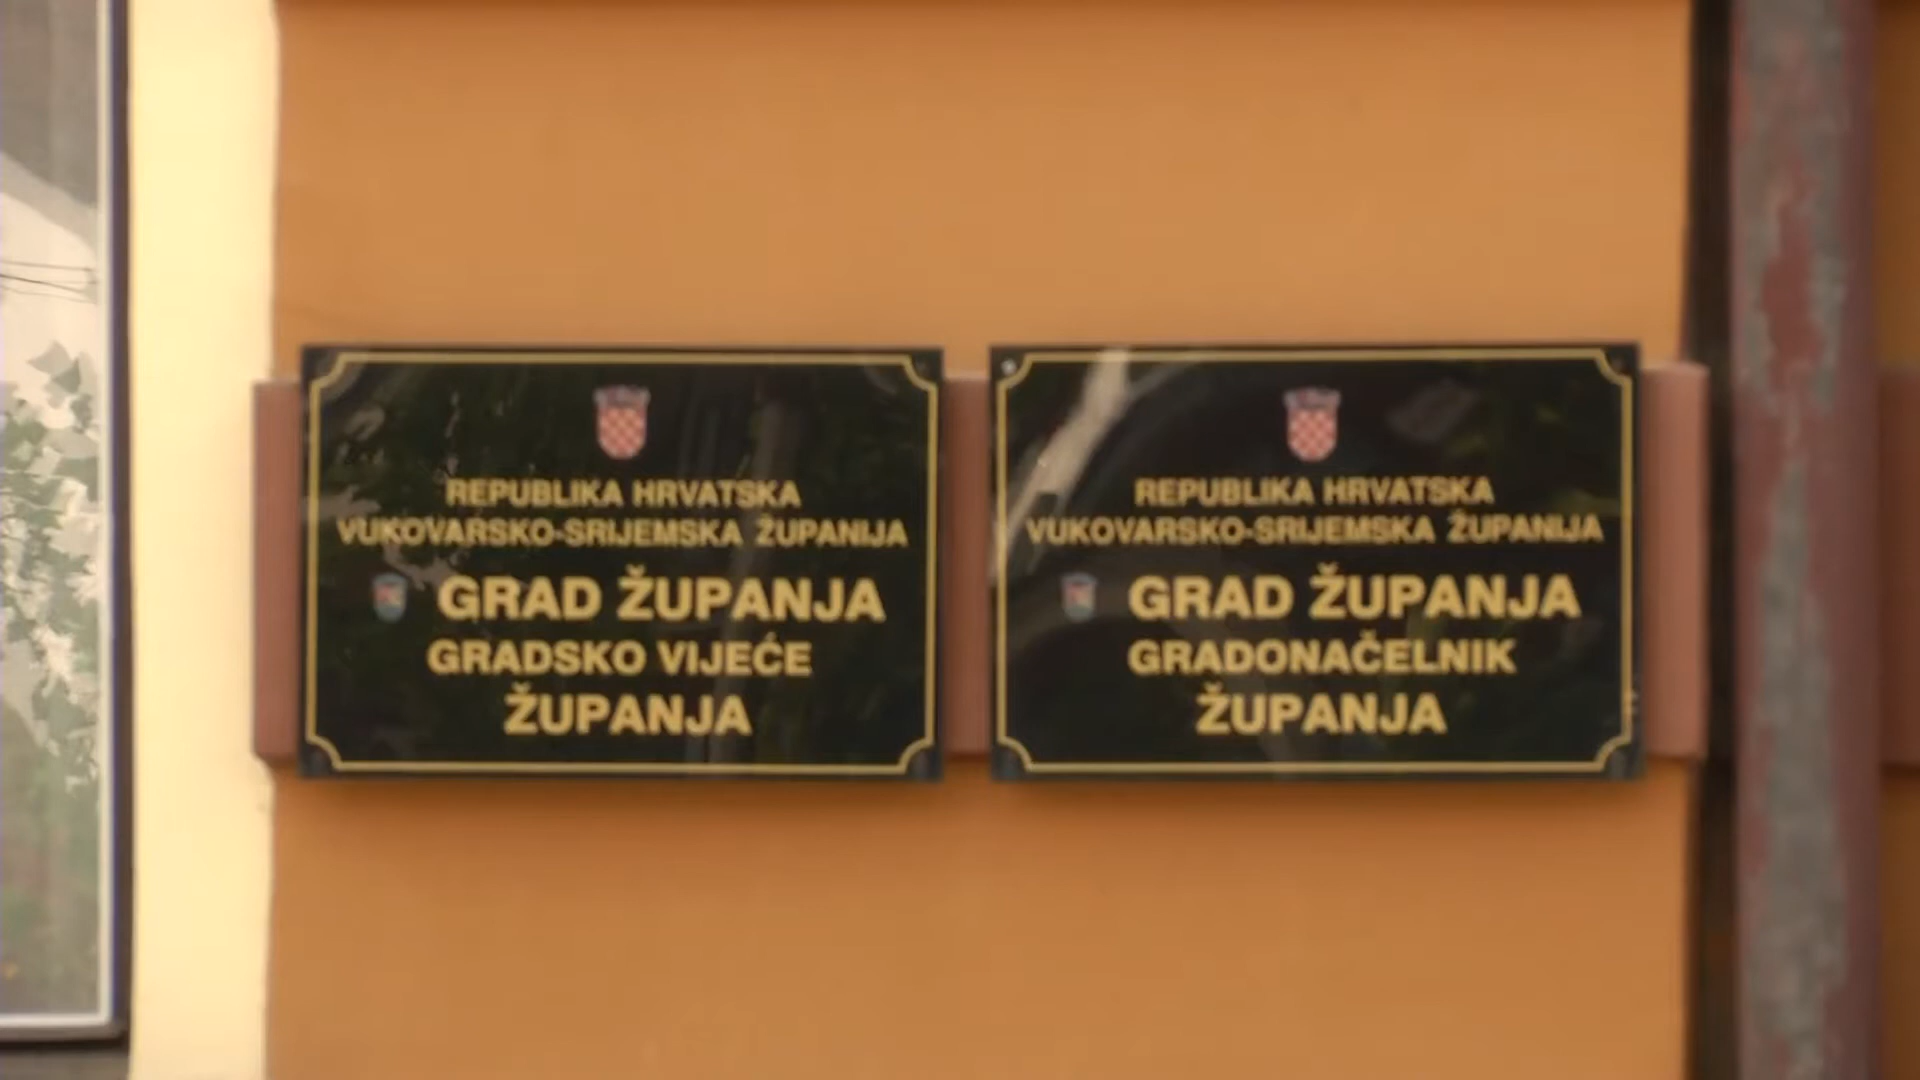 REPUBLIKA HRVATSKA
VUKOVARSKO-SRIJEMSKA ŽUPANIJA
GRAD ŽUPANJA
GRADSKO VIJEĆE
ŽUPANJA
REPUBLIKA HRVATSKA
VUKOVARSKO-SRIJEMSKA ŽUPANIJA
GRAD ŽUPANJA
GRADONAČELNIK
ŽUPANJA